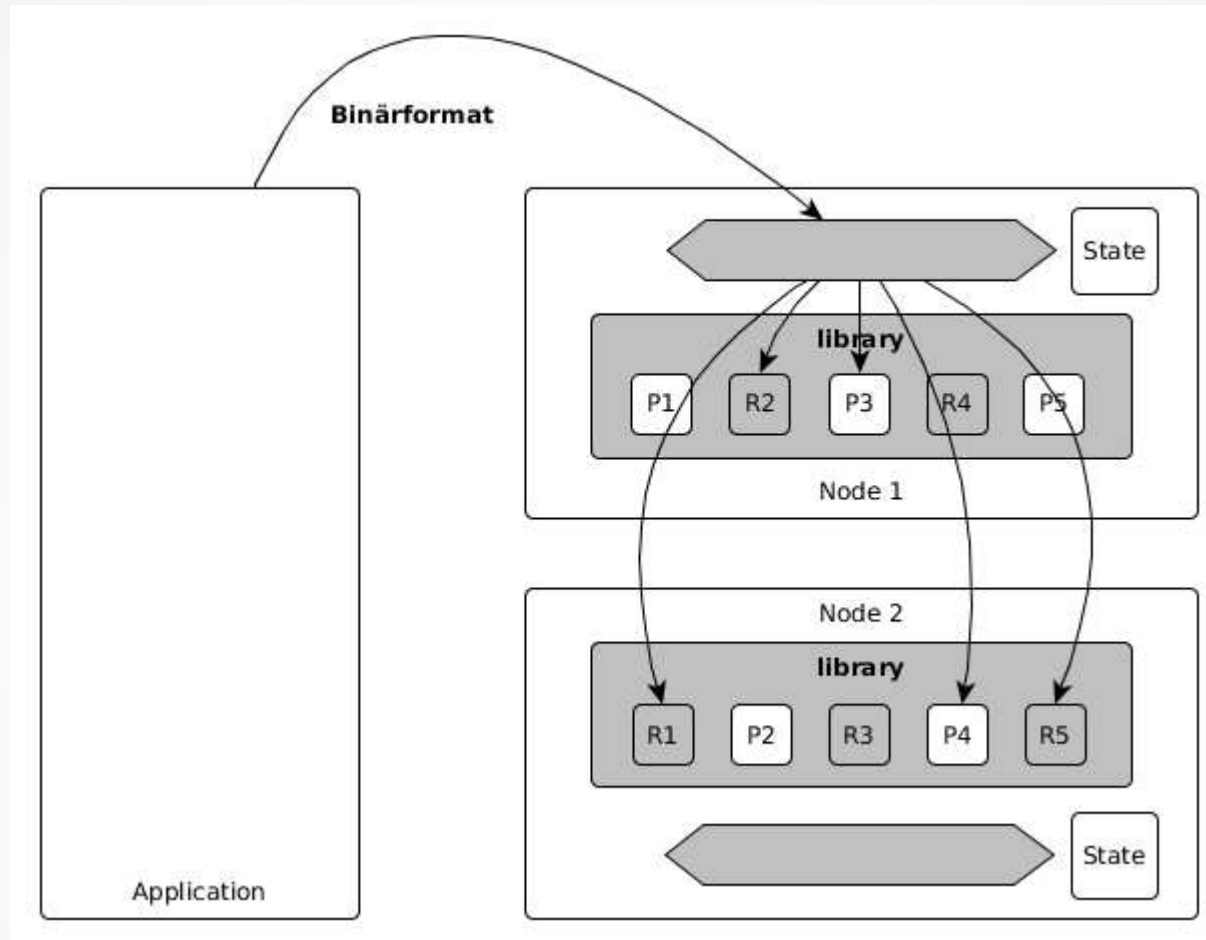 Binärformat
State
library
P1 R2 P3 R4 P5
Node 1
Node 2
library
R1 P2 R3 P4 R5
State
Application